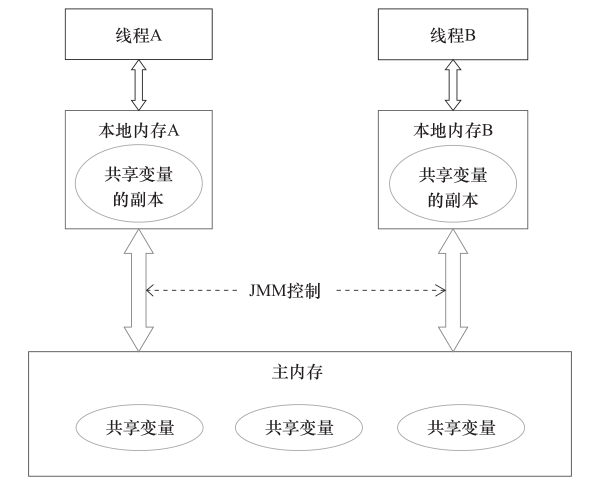 线程A
线程B
本地内存A
共享变量
的副本
本地内存B
共享变量
的副本
JMM控制
主内存
共享变量
共享变量
共享变量